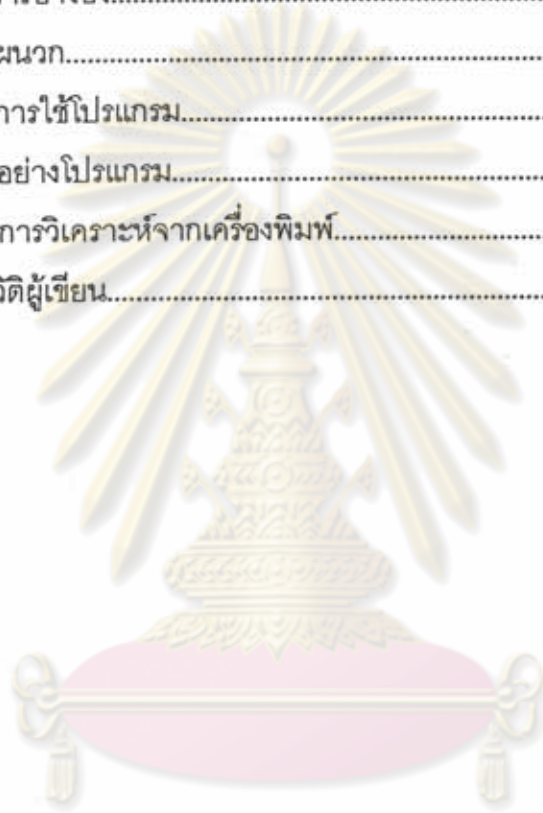 ผนวก..............................................................
การใช้โปรแกรม..............................................................
อย่างโปรแกรม..............................................................
การวิเคราะห์จากเครื่องพิมพ์..............................................
วัติผู้เขียน..............................................................